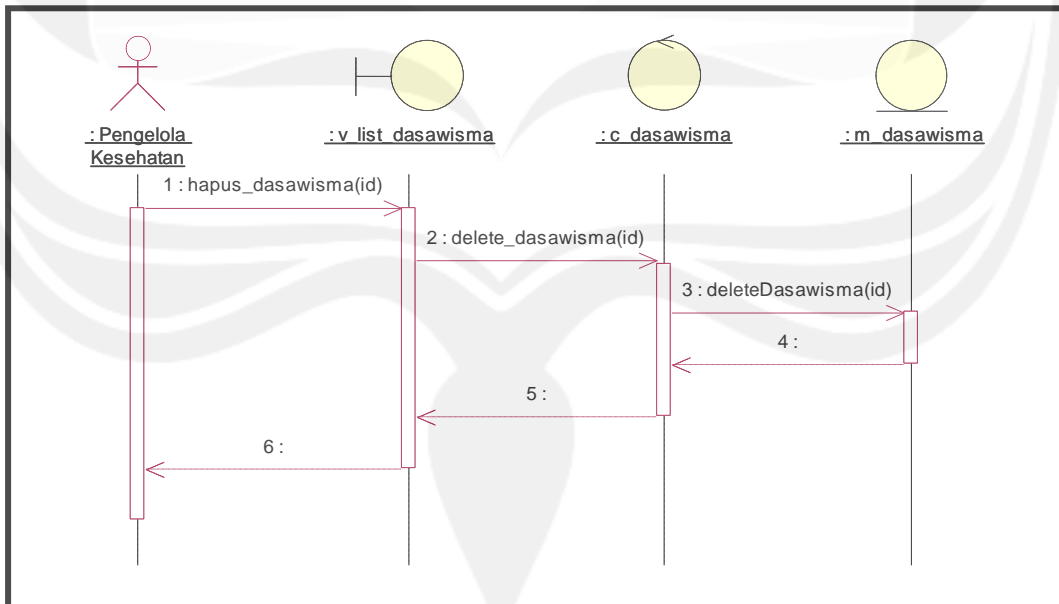 : Pengelola
Kesehatan
: v_list_dasawisma
: c_dasawisma
: m_dasawisma
1 : hapus_dasawisma(id)
2 : delete_dasawisma(id)
3 : deleteDasawisma(id)
4 :
5 :
6 :